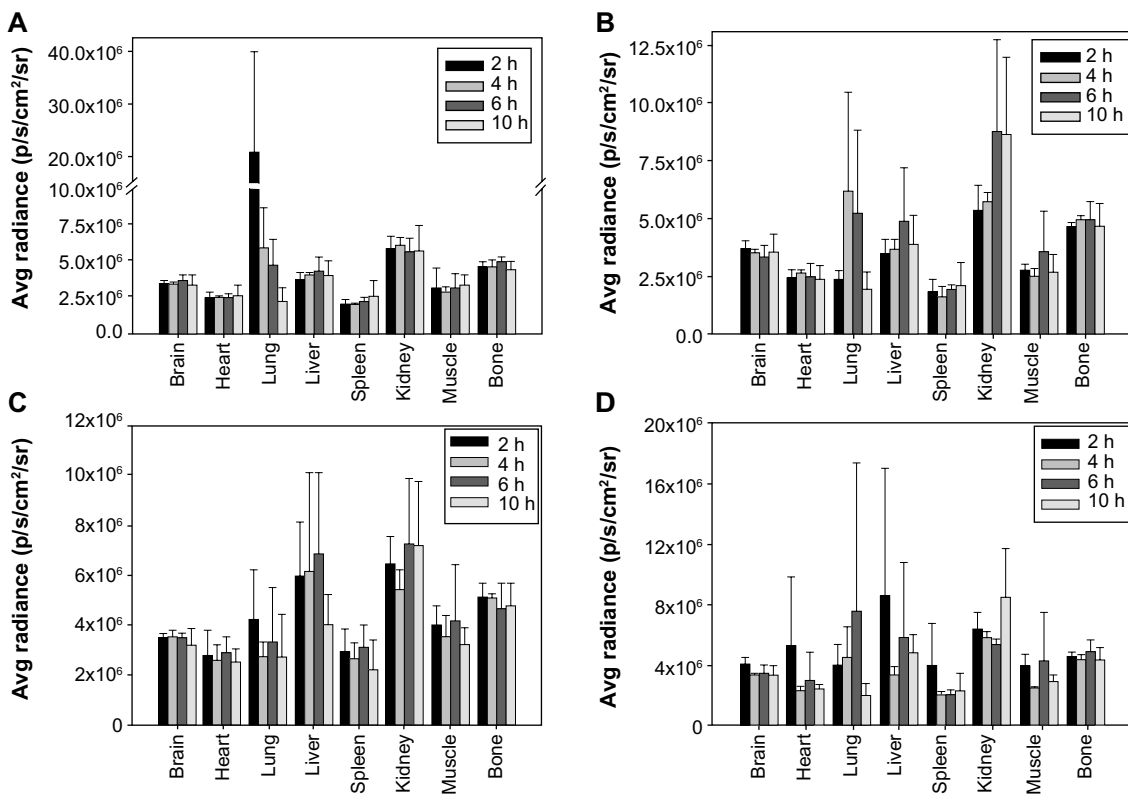 A
Avg radiance (p/s/cm²/sr)
40.0x10⁶
30.0x10⁶
20.0x10⁶
10.0x10⁶
7.5x10⁶
5.0x10⁶
2.5x10⁶
0.0
2 h
4 h
6 h
10 h
Brain
Heart
Lung
Liver
Spleen
Kidney
Muscle
Bone
B
Avg radiance (p/s/cm²/sr)
12.5x10⁶
10.0x10⁶
7.5x10⁶
5.0x10⁶
2.5x10⁶
0.0
2 h
4 h
6 h
10 h
Brain
Heart
Lung
Liver
Spleen
Kidney
Muscle
Bone
C
Avg radiance (p/s/cm²/sr)
12x10⁶
10x10⁶
8x10⁶
6x10⁶
4x10⁶
2x10⁶
0
2 h
4 h
6 h
10 h
Brain
Heart
Lung
Liver
Spleen
Kidney
Muscle
Bone
D
Avg radiance (p/s/cm²/sr)
20x10⁶
16x10⁶
12x10⁶
8x10⁶
4x10⁶
0
2 h
4 h
6 h
10 h
Brain
Heart
Lung
Liver
Spleen
Kidney
Muscle
Bone